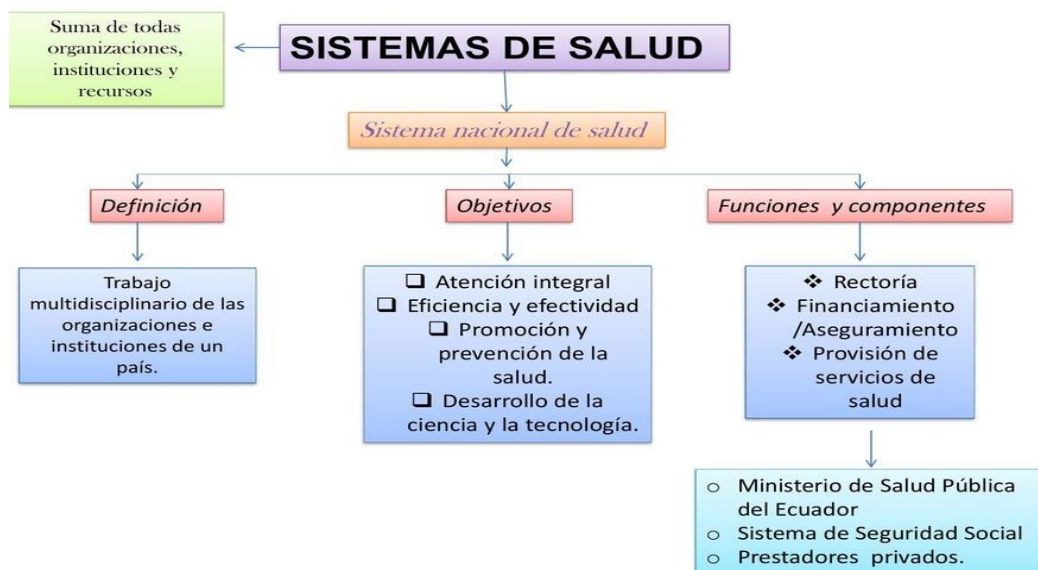 Suma de todas
organizaciones,
instituciones y
recursos
SISTEMAS DE SALUD
Sistema nacional de salud
Definición
Objetivos
Funciones y componentes
Trabajo
multidisciplinario de las
organizaciones e
instituciones de un
país.
❑ Atención integral
❑ Eficiencia y efectividad
❑ Promoción y
prevención de la
salud.
❑ Desarrollo de la
ciencia y la tecnología.
❖ Rectoría
❖ Financiamiento
/Aseguramiento
❖ Provisión de
servicios de
salud
o Ministerio de Salud Pública
del Ecuador
o Sistema de Seguridad Social
o Prestadores privados.